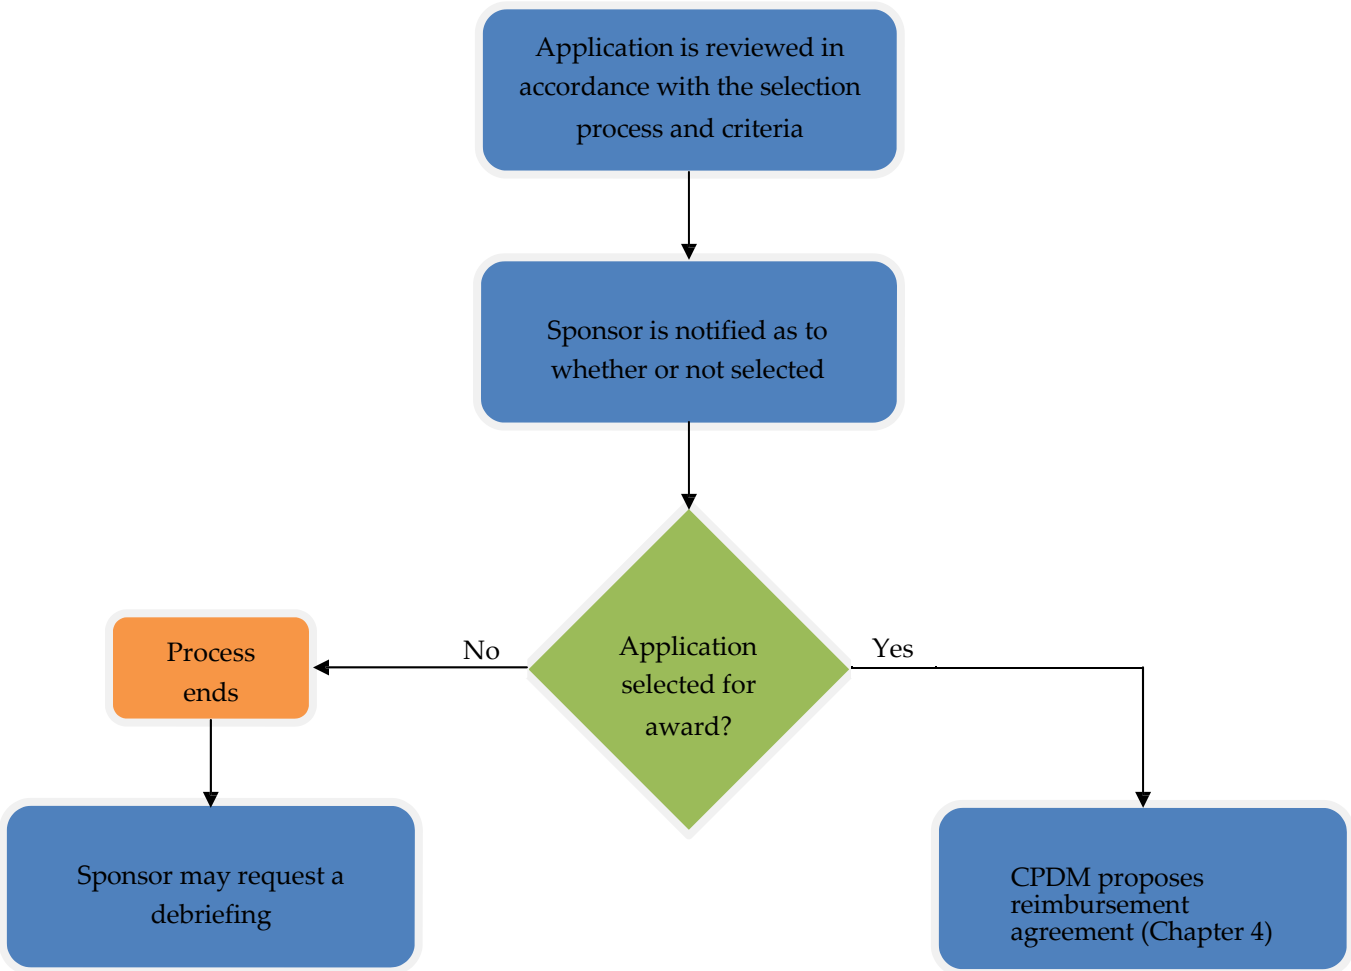 Application is reviewed in
accordance with the selection
process and criteria
Sponsor is notified as to
whether or not selected
No
Yes
Application
selected for
award?
Process
ends
Sponsor may request a
debriefing
CPDM proposes
reimbursement
agreement (Chapter 4)